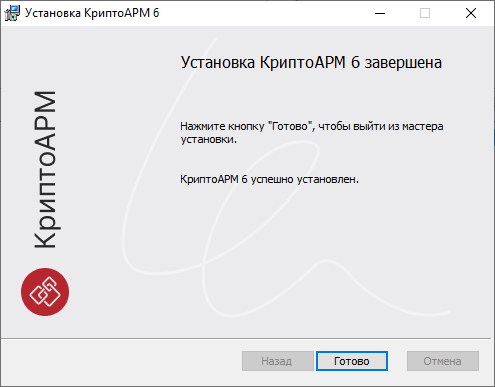 Установка КриптоАРМ 6
Установка КриптоАРМ 6 завершена
Нажмите кнопку "Готово", чтобы выйти из мастера
установки.
КриптоАРМ 6 успешно установлен.
КриптоАРМ
Назад
Готово
Отмена